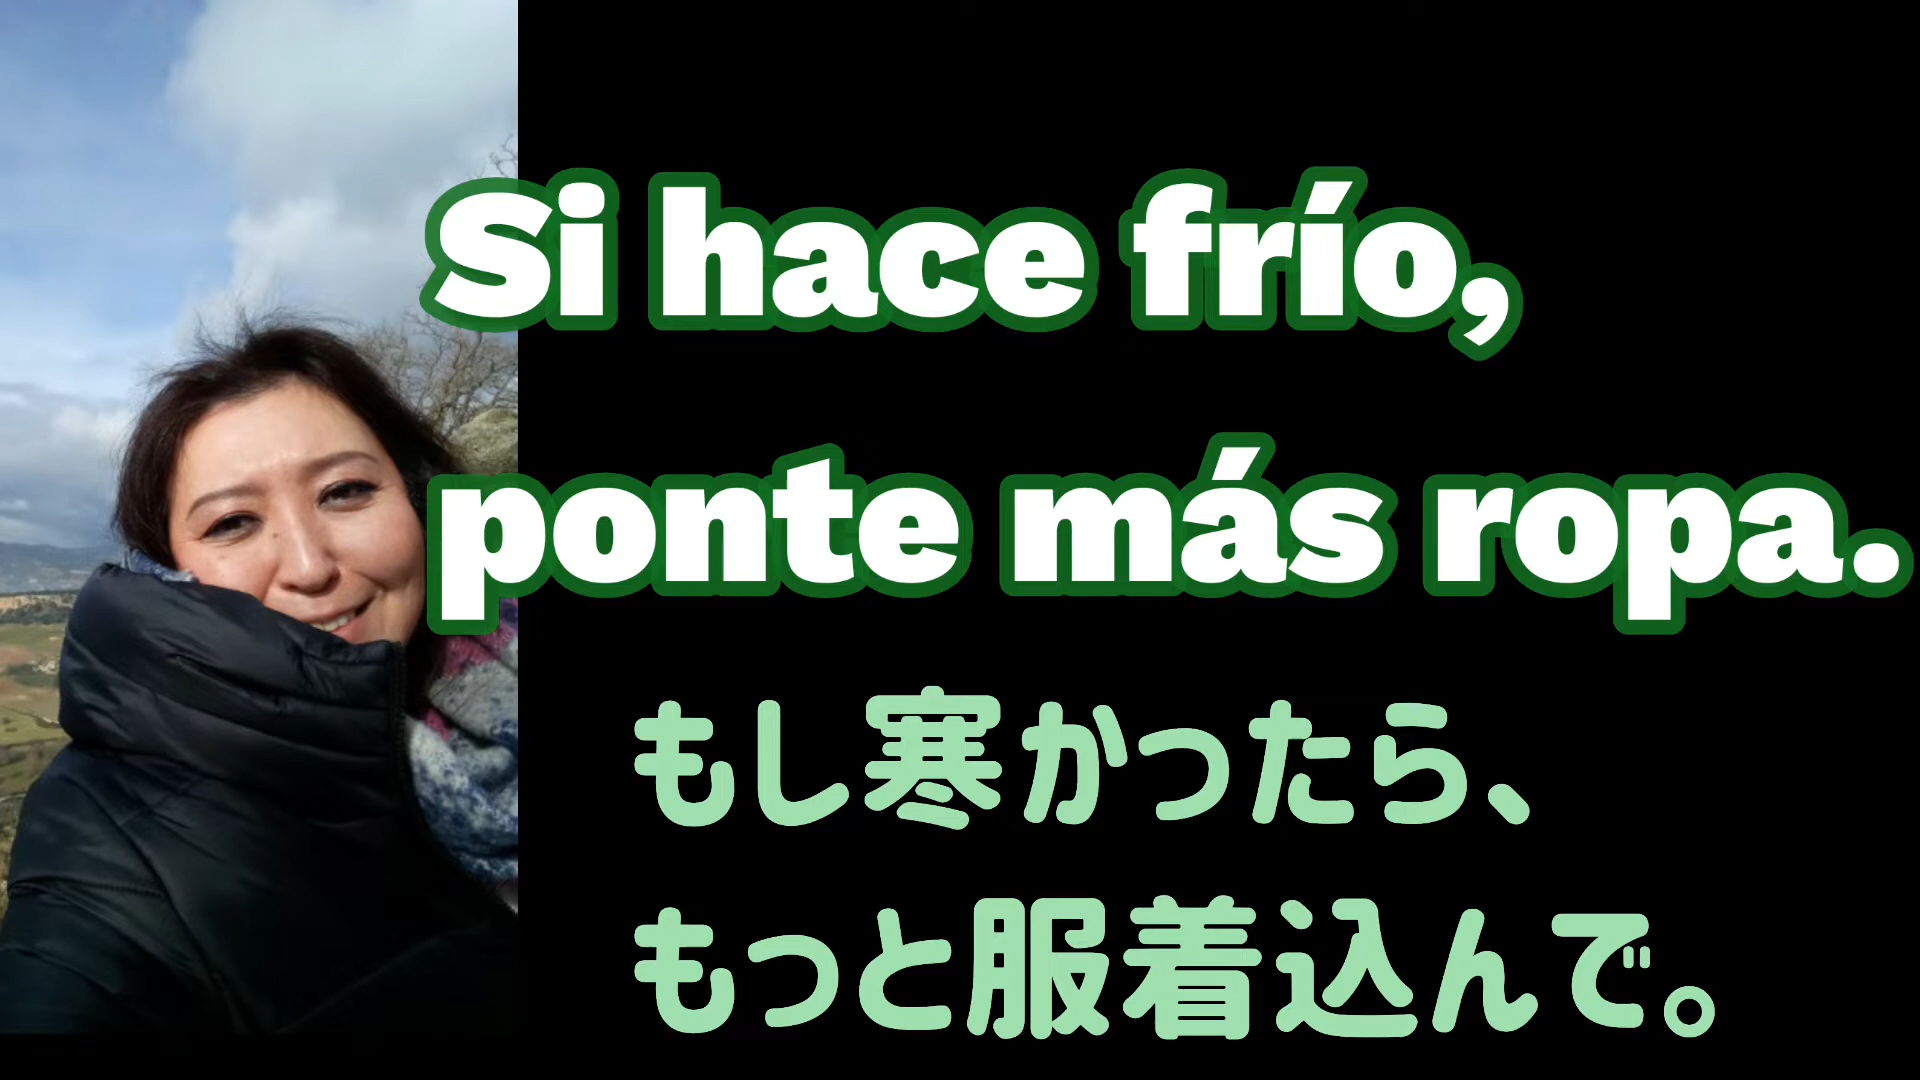 Si hace frío,
ponte más ropa.
もし寒かったら、
もっと服着込んで。